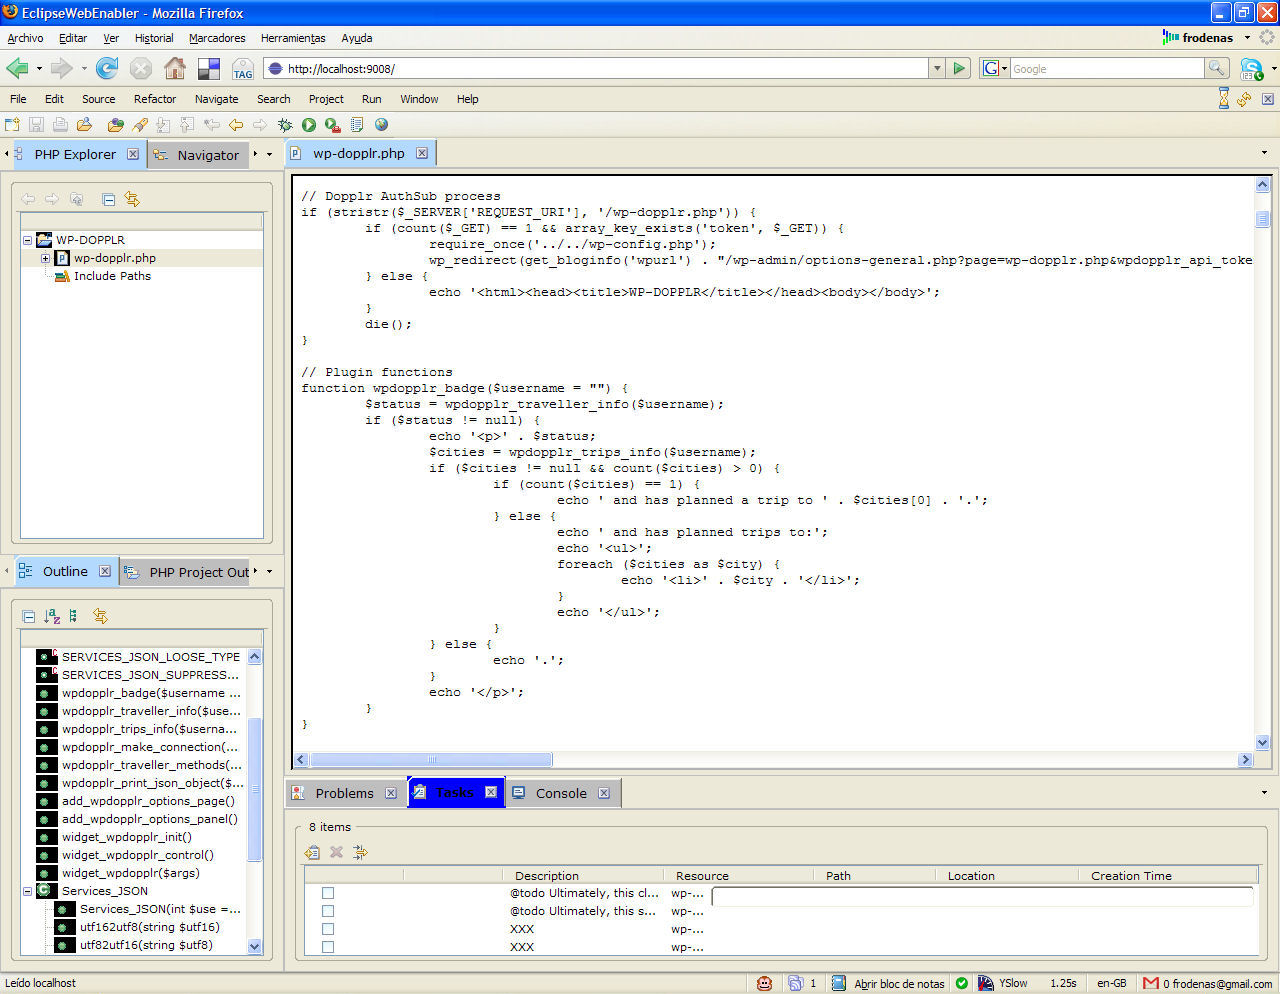 EclipseWebEnabler - Mozilla Firefox
Archivo Editar Ver Historial Marcadores Herramientas Ayuda
frodenas
TAG
http://localhost:9008/
G
Google
File Edit Source Refactor Navigate Search Project Run Window Help
PHP Explorer
Navigator
wp-dopplr.php
WP-DOPPLR
wp-dopplr.php
Include Paths
// Dopplr AuthSub process
if (stristr($_SERVER['REQUEST_URI'], '/wp-dopplr.php')) {
if (count($_GET) == 1 && array_key_exists('token', $_GET)) {
require_once('../../wp-config.php');
wp_redirect(get_bloginfo('wpurl') . "/wp-admin/options-general.php?page=wp-dopplr.php&wpdopplr_api_toke
} else {
echo '<html><head><title>WP-DOPPLR</title></head><body></body>';
}
die();
}
// Plugin functions
function wpdopplr_badge($username = "") {
$status = wpdopplr_traveller_info($username);
if ($status != null) {
echo '<p>' . $status;
$cities = wpdopplr_trips_info($username);
if ($cities != null && count($cities) > 0) {
if (count($cities) == 1) {
echo ' and has planned a trip to ' . $cities[0] . '.';
} else {
echo ' and has planned trips to:';
echo '<ul>';
foreach ($cities as $city) {
echo '<li>' . $city . '</li>';
}
echo '</ul>';
}
} else {
echo '.';
}
echo '</p>';
}
}
Outline
PHP Project Out
SERVICES_JSON_LOOSE_TYPE
SERVICES_JSON_SUPPRESS...
wpdopplr_badge($username ...
wpdopplr_traveller_info($use...
wpdopplr_trips_info($userna...
wpdopplr_make_connection(...
wpdopplr_traveller_methods(...
wpdopplr_print_json_object($...
add_wpdopplr_options_page()
add_wpdopplr_options_panel()
widget_wpdopplr_init()
widget_wpdopplr_control()
widget_wpdopplr($args)
Services_JSON
Services_JSON(int $use =...
utf162utf8(string $utf16)
utf82utf16(string $utf8)
Problems
Tasks
Console
8 items
Description Resource Path Location Creation Time
@todo Ultimately, this cl... wp-...
@todo Ultimately, this s... wp-...
XXX wp-...
XXX wp-...
Leído localhost
1
Abrir bloc de notas
YSlow
1.25s
en-GB
0 frodenas@gmail.com